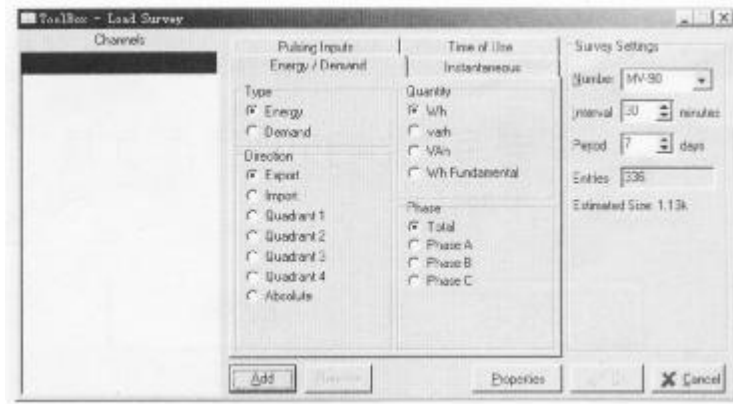 ToolBox - Load Survey
Channels
Pulsing Inputs
Time of Use
Energy / Demand
Instantaneous
Type
Energy
Demand
Direction
Export
Import
Quadrant 1
Quadrant 2
Quadrant 3
Quadrant 4
Absolute
Quantity
Wh
varh
VAh
Wh Fundamental
Phase
Total
Phase A
Phase B
Phase C
Survey Settings
Number MV-90
Interval 30 minutes
Period 7 days
Entries 336
Estimated Size: 1.13k
Add
Properties
Cancel